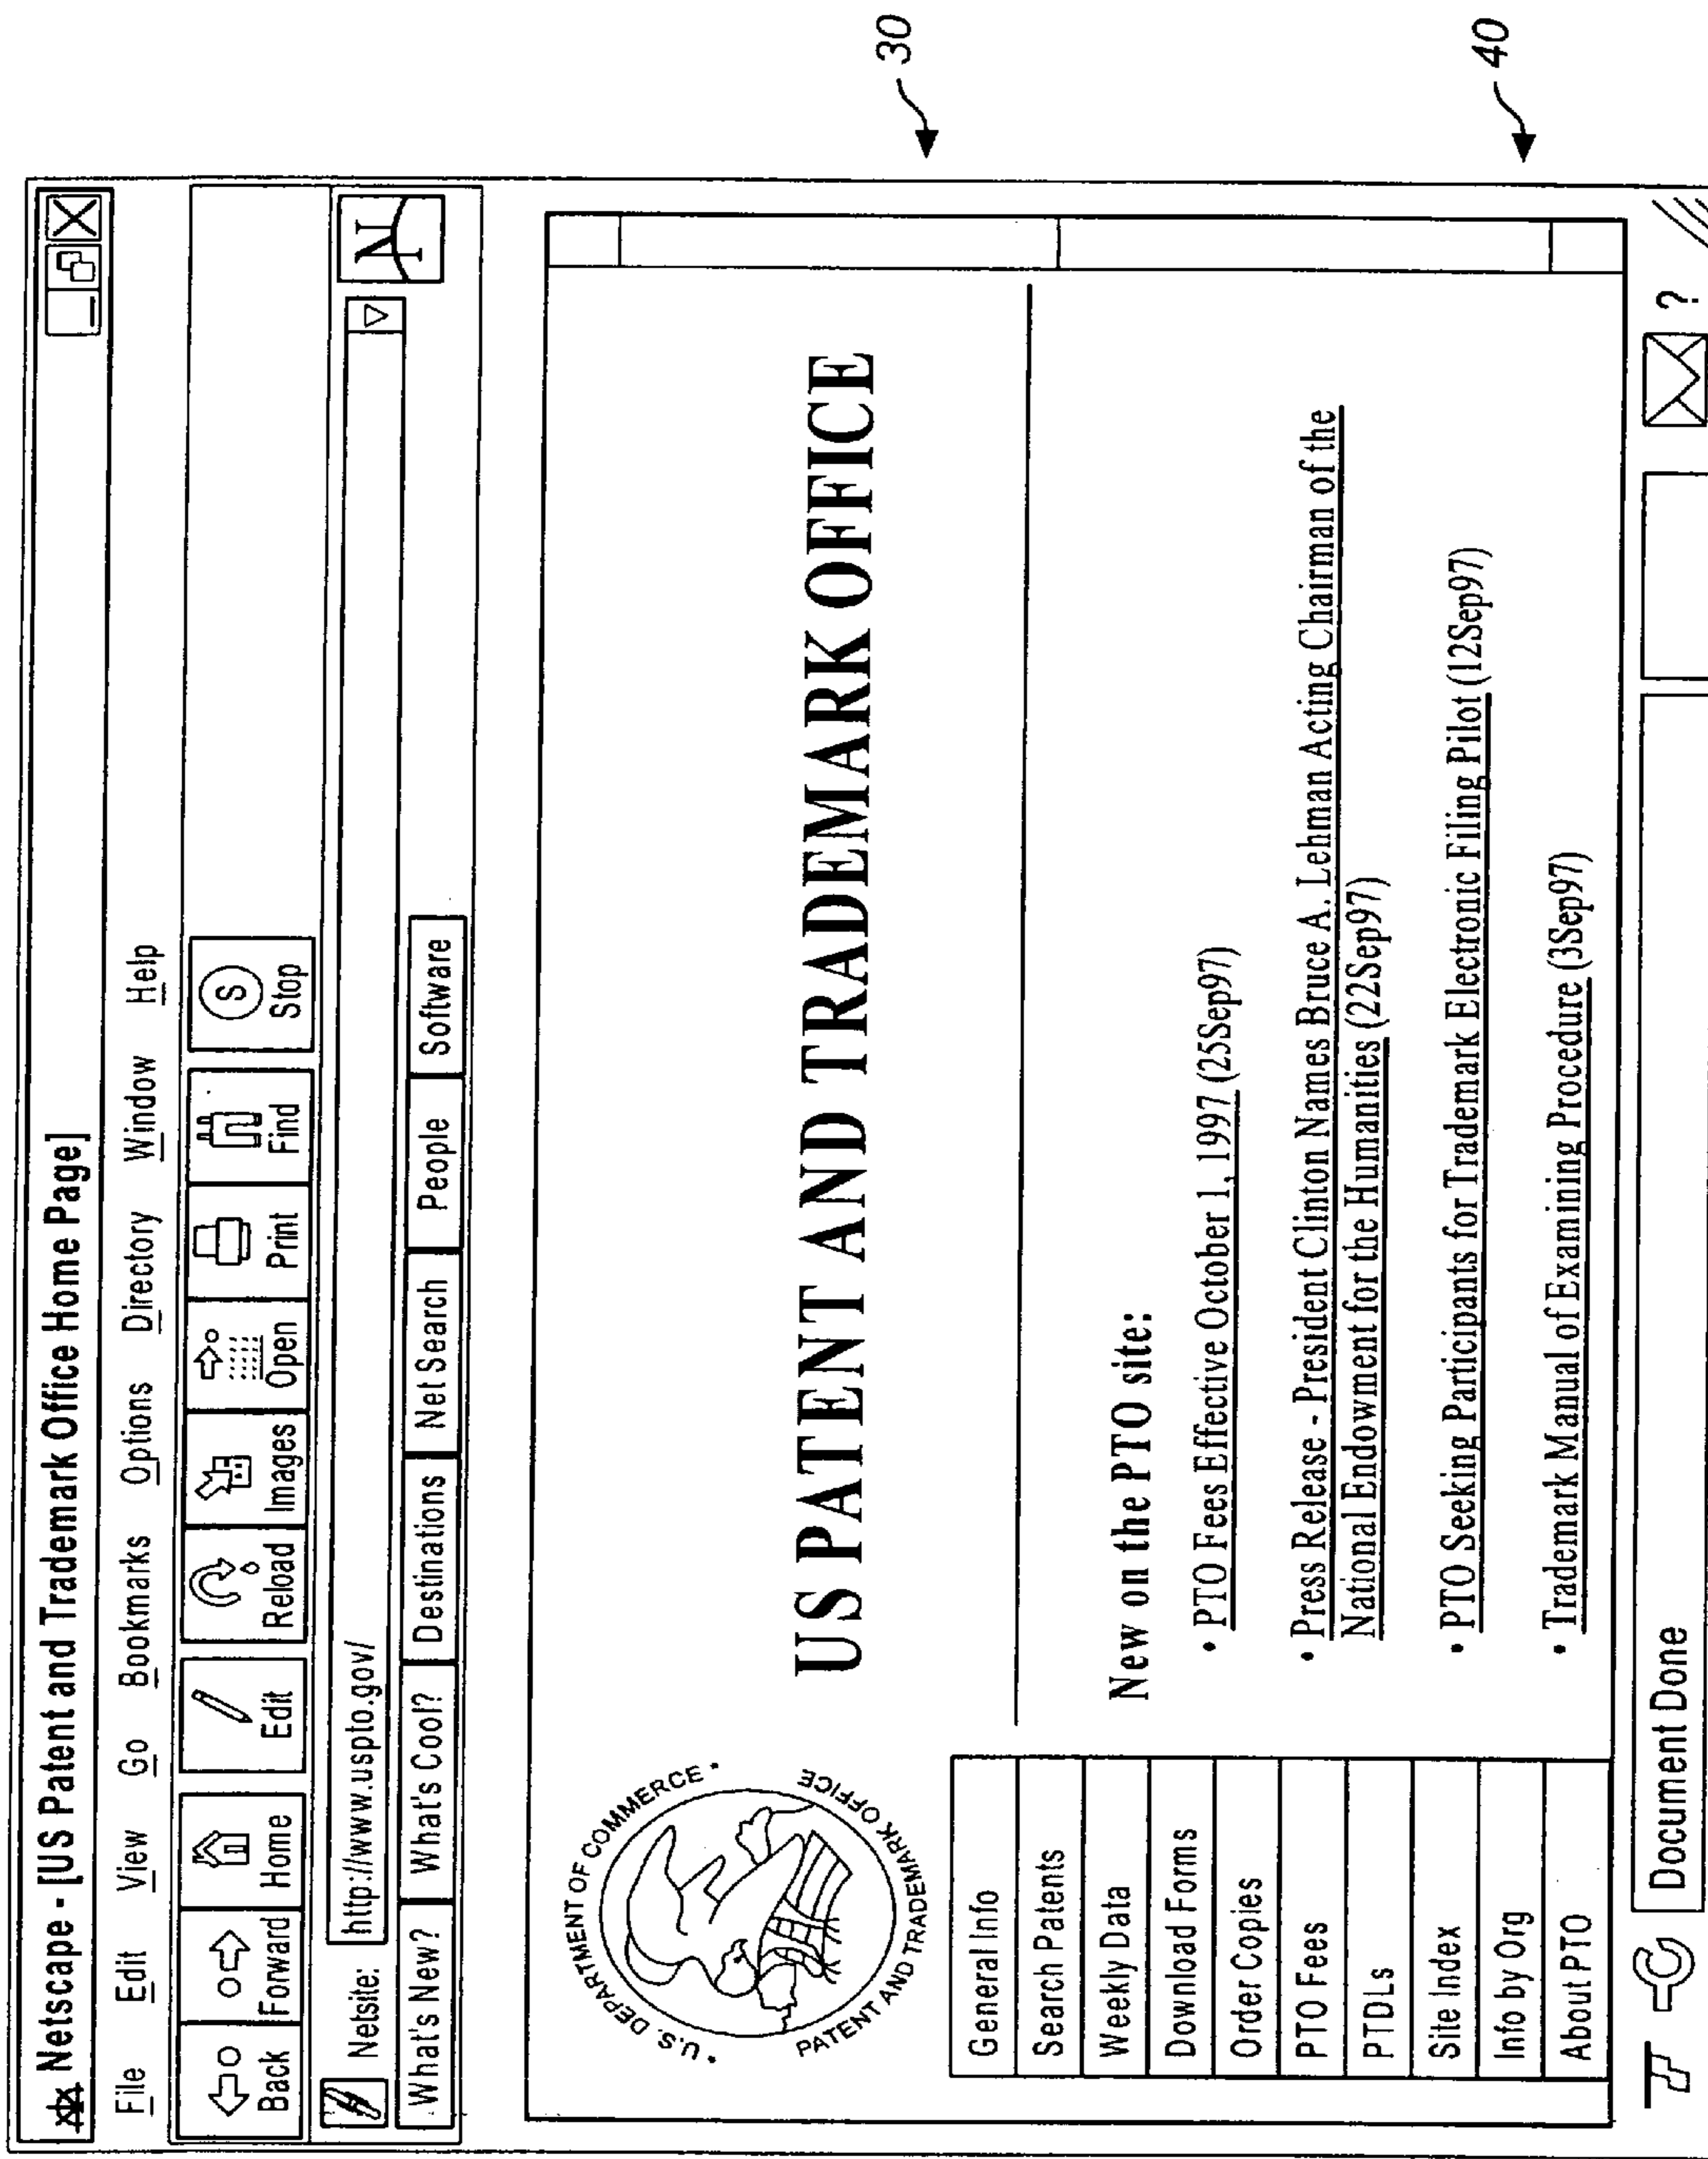 Netscape - [US Patent and Trademark Office Home Page]
File Edit View Go Bookmarks Options Directory Window Help
Back Forward Home Edit Reload Images Open Print Find Stop
Netsite: http://www.uspto.gov/
N
What's New? What's Cool? Destinations Net Search People Software
• U.S. DEPARTMENT OF COMMERCE •
PATENT AND TRADEMARK OFFICE
US PATENT AND TRADEMARK OFFICE
30
General Info
Search Patents
Weekly Data
Download Forms
Order Copies
PTO Fees
PTDLs
Site Index
Info by Org
About PTO
New on the PTO site:
• PTO Fees Effective October 1, 1997 (25Sep97)
• Press Release - President Clinton Names Bruce A. Lehman Acting Chairman of the
National Endowment for the Humanities (22Sep97)
• PTO Seeking Participants for Trademark Electronic Filing Pilot (12Sep97)
• Trademark Manual of Examining Procedure (3Sep97)
40
Document Done
?